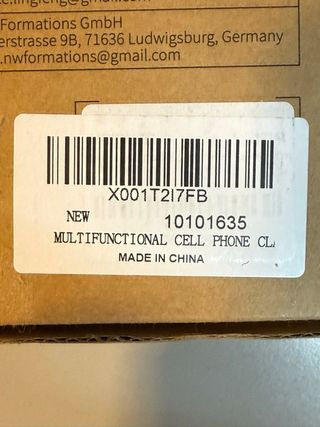 Formations GmbH
erstrasse 9B, 71636 Ludwigsburg, Germany
.nwformations@gmail.com
X001T2I7FB
NEW 10101635
MULTIFUNCTIONAL CELL PHONE CL
MADE IN CHINA